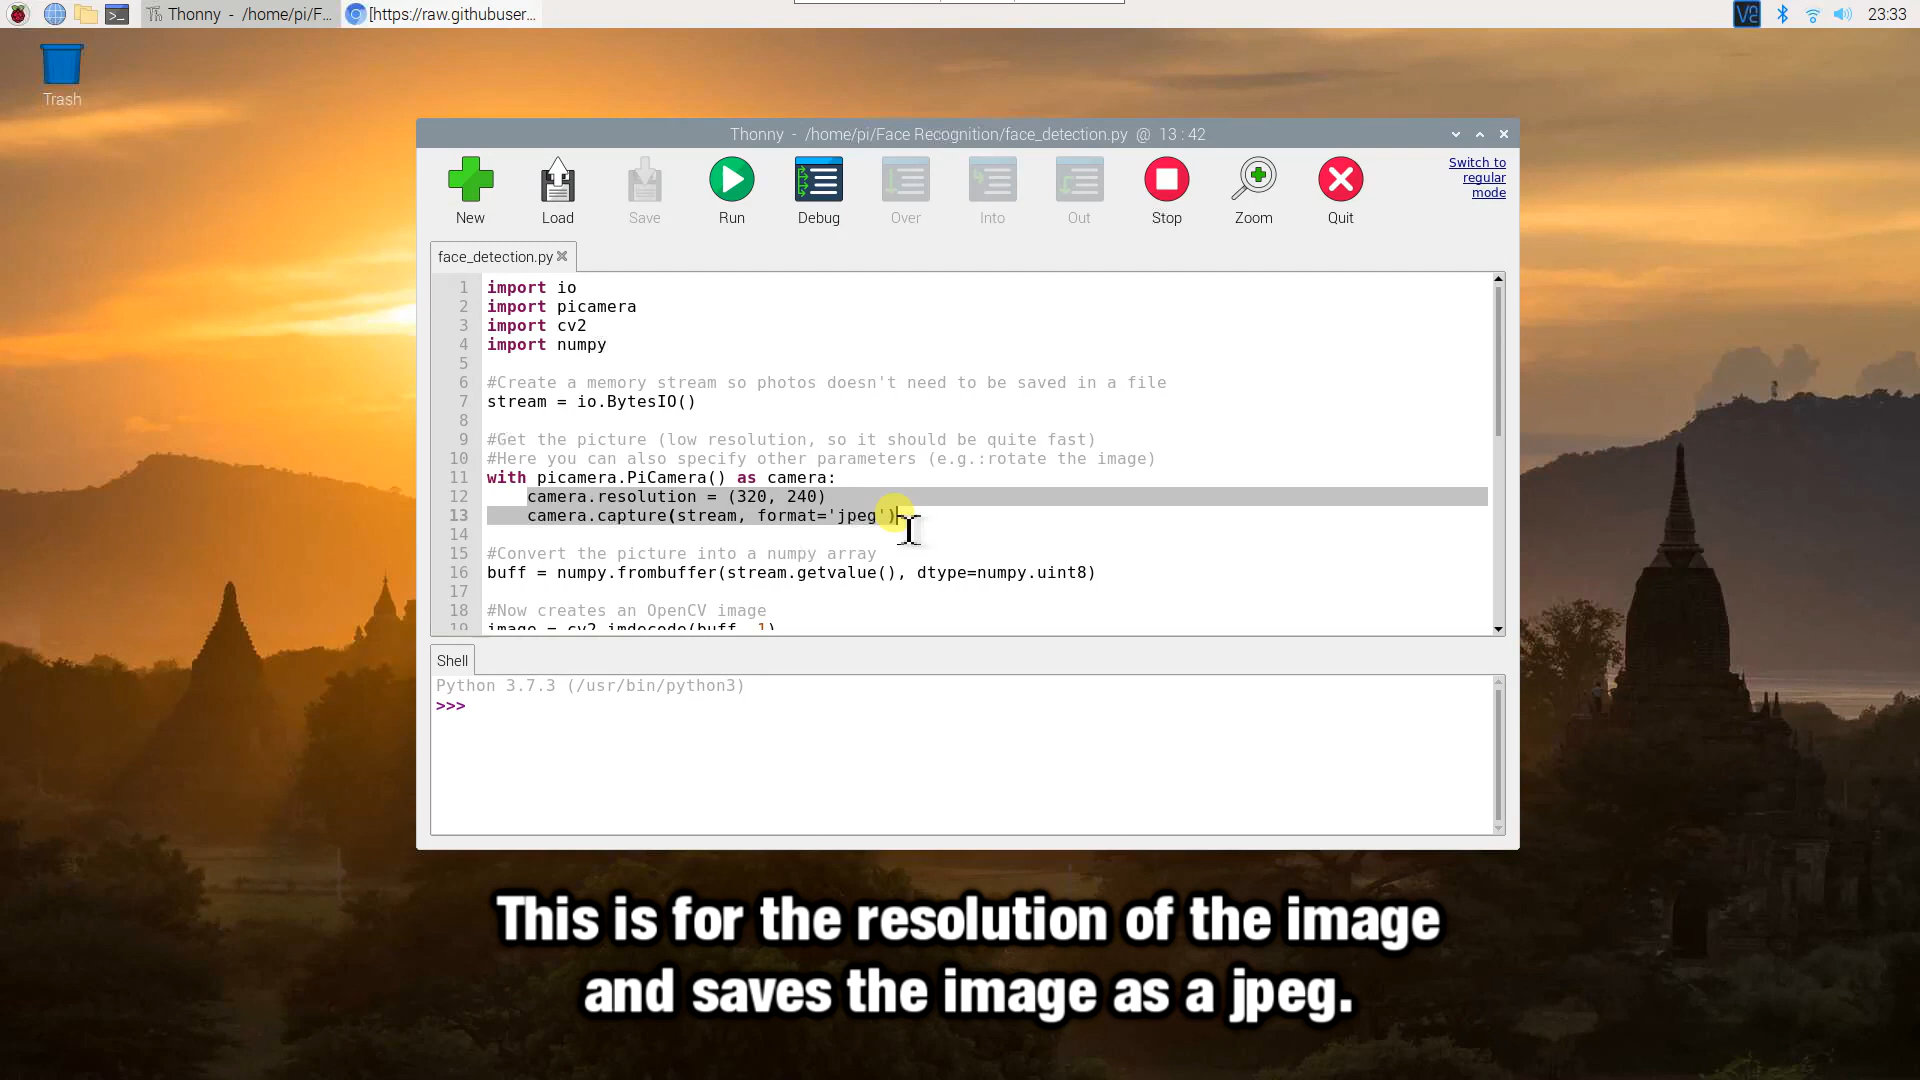 Thonny - /home/pi/F...
[https://raw.githubuser...
23:33
Trash
Thonny - /home/pi/Face Recognition/face_detection.py @ 13:42
New
Load
Save
Run
Debug
Over
Into
Out
Stop
Zoom
Quit
Switch to
regular
mode
face_detection.py
1 import io
2 import picamera
3 import cv2
4 import numpy
5
6 #Create a memory stream so photos doesn't need to be saved in a file
7 stream = io.BytesIO()
8
9 #Get the picture (low resolution, so it should be quite fast)
10 #Here you can also specify other parameters (e.g.:rotate the image)
11 with picamera.PiCamera() as camera:
12 camera.resolution = (320, 240)
13 camera.capture(stream, format='jpeg')
14
15 #Convert the picture into a numpy array
16 buff = numpy.frombuffer(stream.getvalue(), dtype=numpy.uint8)
17
18 #Now creates an OpenCV image
19 image = cv2.imdecode(buff, 1)
Shell
Python 3.7.3 (/usr/bin/python3)
>>>
This is for the resolution of the image
and saves the image as a jpeg.